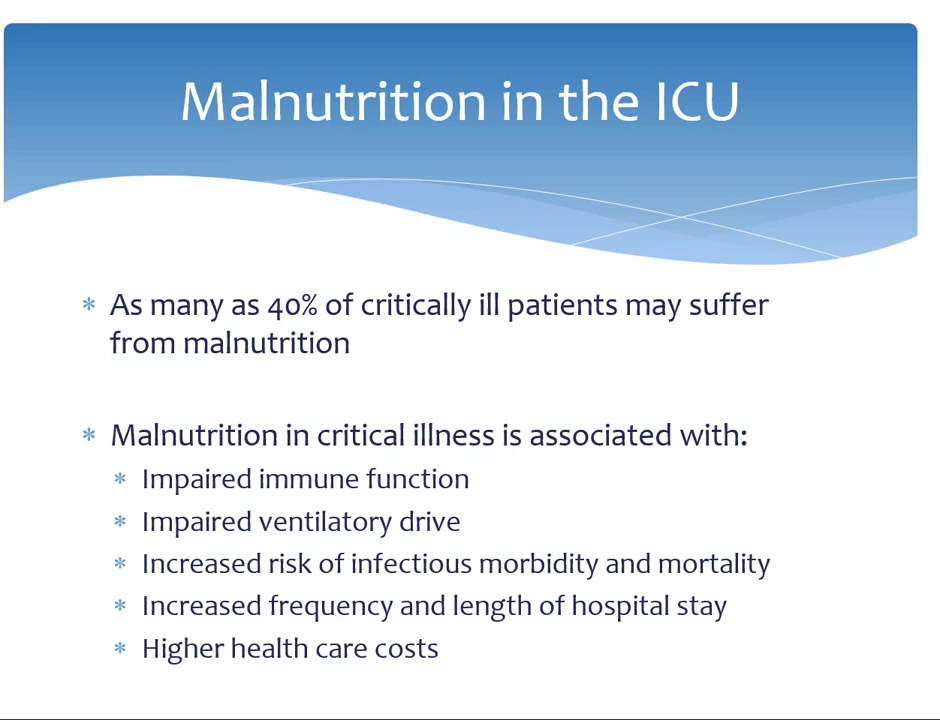 Malnutrition in the ICU
* As many as 40% of critically ill patients may suffer
from malnutrition
* Malnutrition in critical illness is associated with:
* Impaired immune function
* Impaired ventilatory drive
* Increased risk of infectious morbidity and mortality
* Increased frequency and length of hospital stay
* Higher health care costs